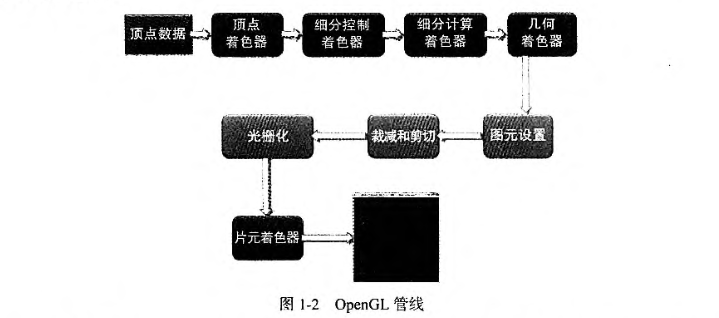 顶点数据
顶点
着色器
细分控制
着色器
细分计算
着色器
几何
着色器
光栅化
裁减和剪切
图元设置
片元着色器
图 1-2 OpenGL 管线